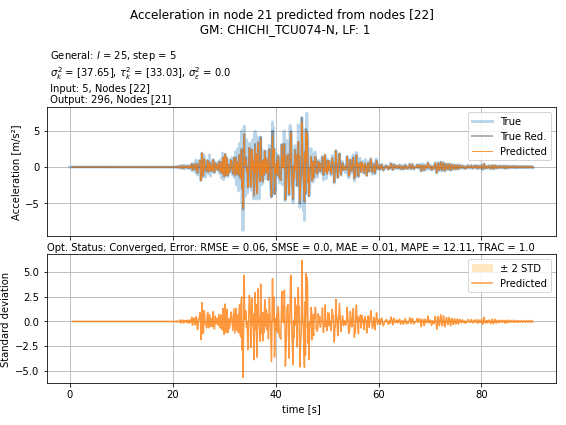 Acceleration in node 21 predicted from nodes [22]
GM: CHICHI_TCU074-N, LF: 1
General: l = 25, step = 5
σ²ₖ = [37.65], τ²ₖ = [33.03], σ²_ε = 0.0
Input: 5, Nodes [22]
Output: 296, Nodes [21]
True
True Red.
Predicted
Acceleration [m/s²]
5
0
−5
Opt. Status: Converged, Error: RMSE = 0.06, SMSE = 0.0, MAE = 0.01, MAPE = 12.11, TRAC = 1.0
± 2 STD
Predicted
Standard deviation
5.0
2.5
0.0
−2.5
−5.0
0 20 40 60 80
time [s]